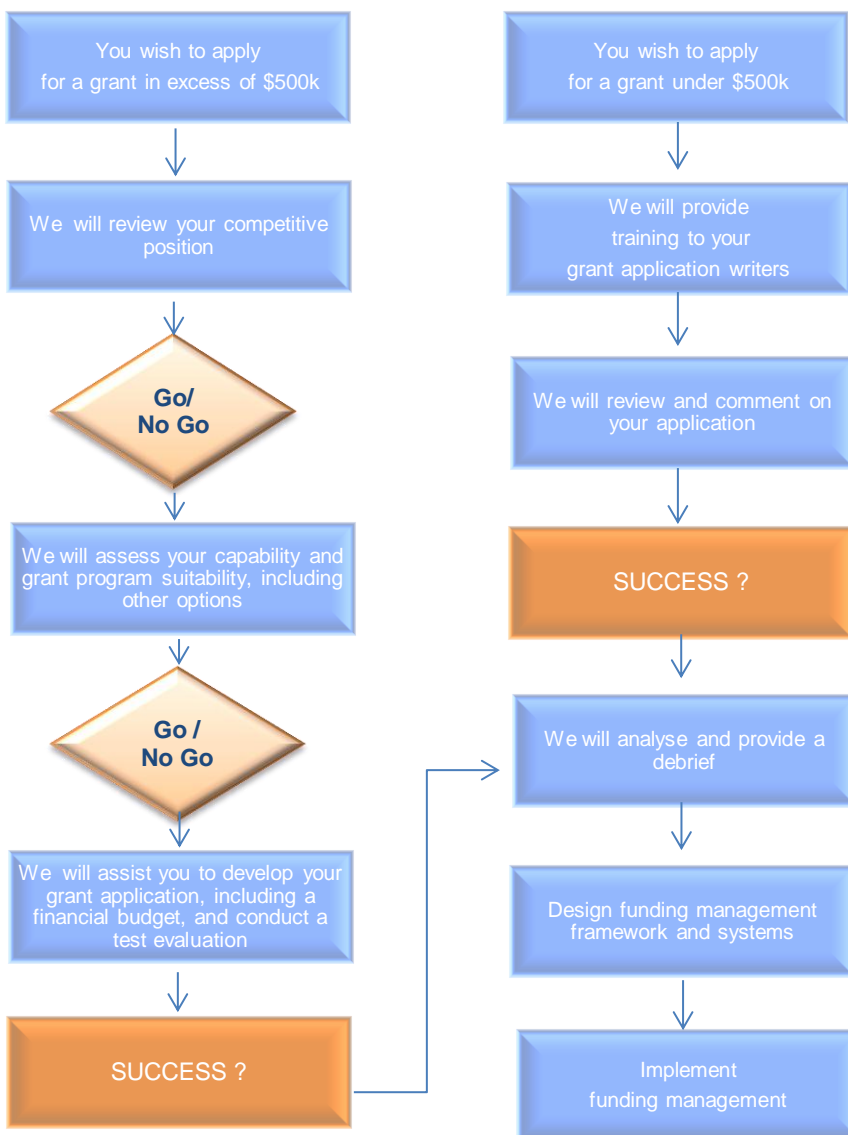 You wish to apply
for a grant in excess of $500k
We will review your competitive
position
Go/
No Go
We will assess your capability and
grant program suitability, including
other options
Go /
No Go
We will assist you to develop your
grant application, including a
financial budget, and conduct a
test evaluation
SUCCESS ?
You wish to apply
for a grant under $500k
We will provide
training to your
grant application writers
We will review and comment on
your application
SUCCESS ?
We will analyse and provide a
debrief
Design funding management
framework and systems
Implement
funding management